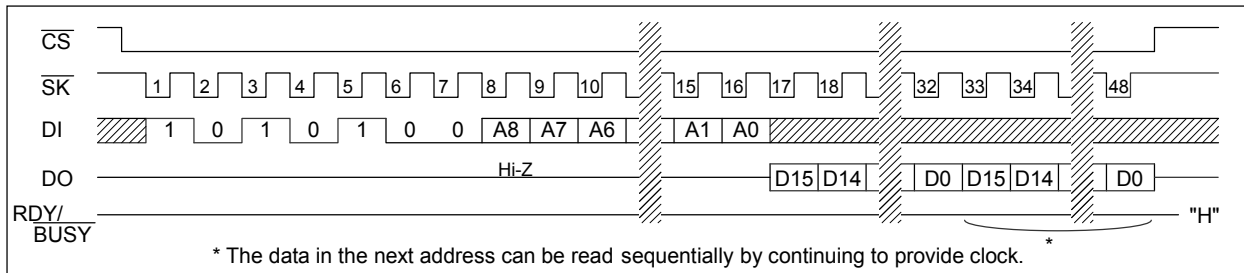 CS
SK 1 2 3 4 5 6 7 8 9 10 15 16 17 18 32 33 34 48
DI 1 0 1 0 1 0 0 A8 A7 A6 A1 A0
DO Hi-Z D15 D14 D0 D15 D14 D0
RDY/
BUSY "H"
*
* The data in the next address can be read sequentially by continuing to provide clock.